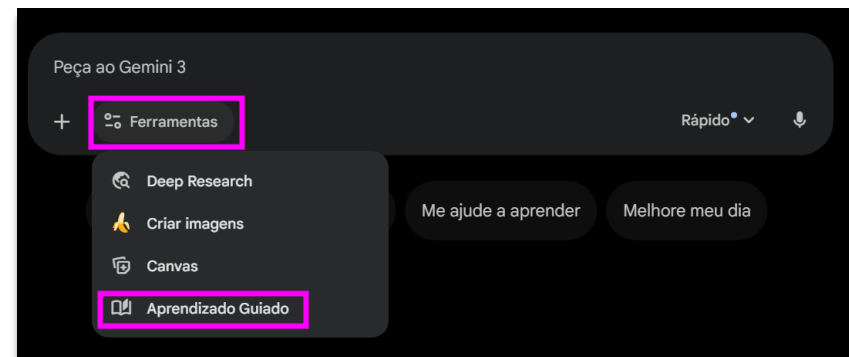 Peça ao Gemini 3
Ferramentas
Rápido
Deep Research
Criar imagens
Me ajude a aprender
Melhore meu dia
Canvas
Aprendizado Guiado